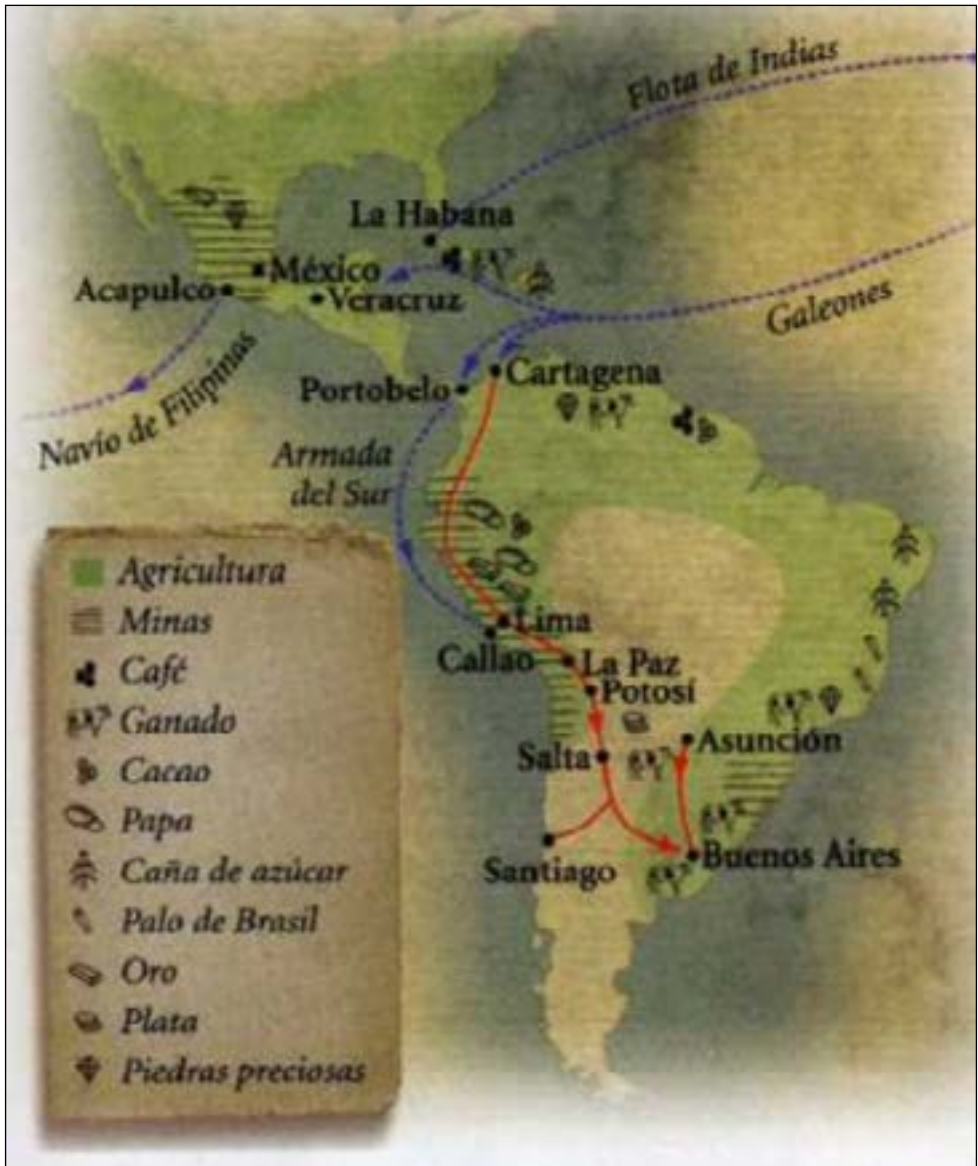 Flota de Indias
La Habana
México
Acapulco
Veracruz
Galeones
Cartagena
Portobelo
Navío de Filipinas
Armada
del Sur
Agricultura
Minas
Café
Ganado
Cacao
Papa
Caña de azúcar
Palo de Brasil
Oro
Plata
Piedras preciosas
Lima
Callao
La Paz
Potosí
Salta
Asunción
Santiago
Buenos Aires